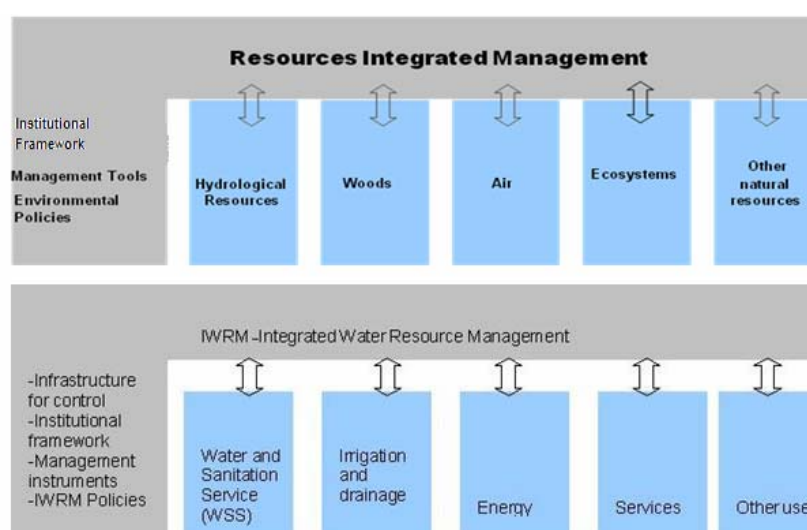 Resources Integrated Management
Institutional
Framework
Management Tools
Environmental
Policies
Hydrological
Resources
Woods
Air
Ecosystems
Other
natural
resources
IWRM -Integrated Water Resource Management
-Infrastructure
for control
-Institutional
framework
-Management
instruments
-IWRM Policies
Water and
Sanitation
Service
(WSS)
Irrigation
and
drainage
Energy
Services
Other use